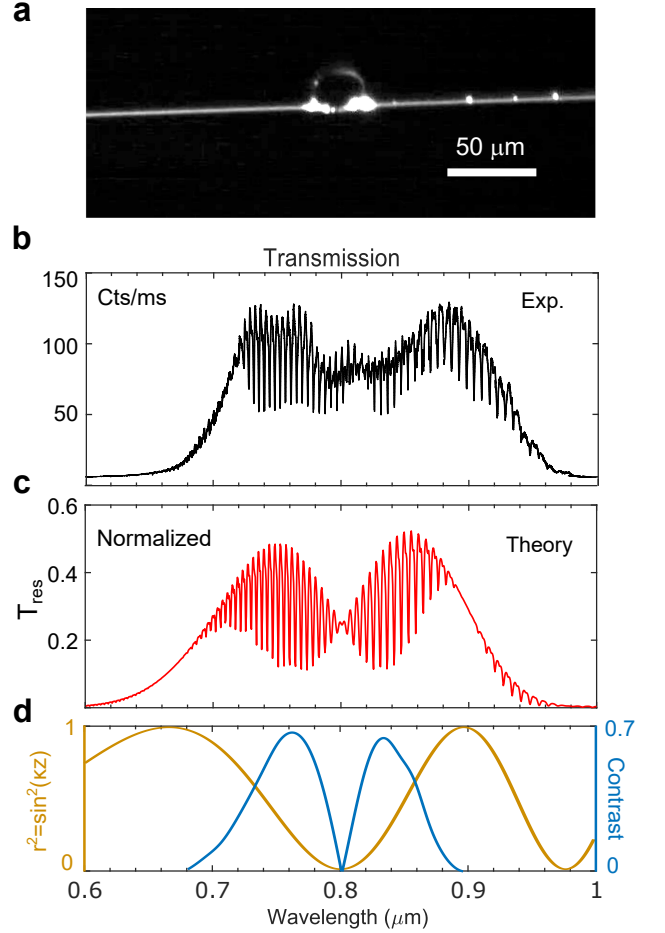 a
50 μm
b
Transmission
150
Cts/ms
Exp.
100
50
c
0.6
Normalized
Theory
0.4
T_res
0.2
d
1
0.7
r²=sin²(κz)
Contrast
0
0
0.6
0.7
0.8
0.9
1
Wavelength (μm)